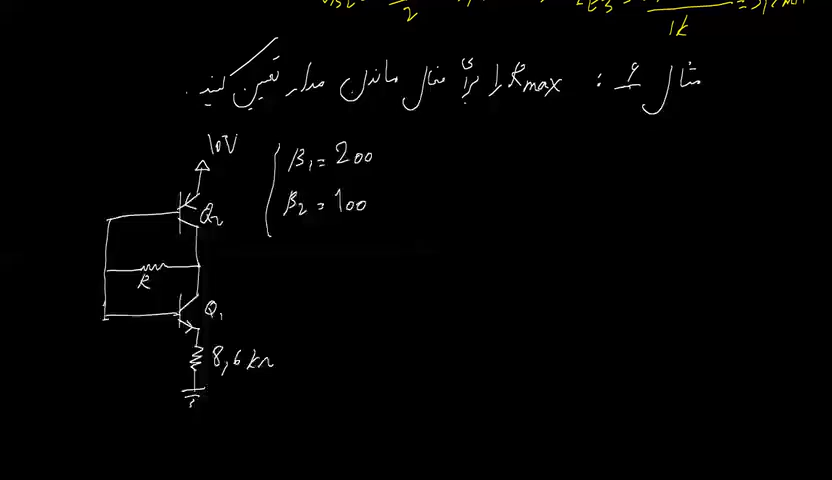 2
1k
مثال ۶ : Rmax را برای فعال ماندن مدار تعیین کنید.
10V
β₁ = 200
β₂ = 100
Q₂
R
Q₁
8,6 kΩ